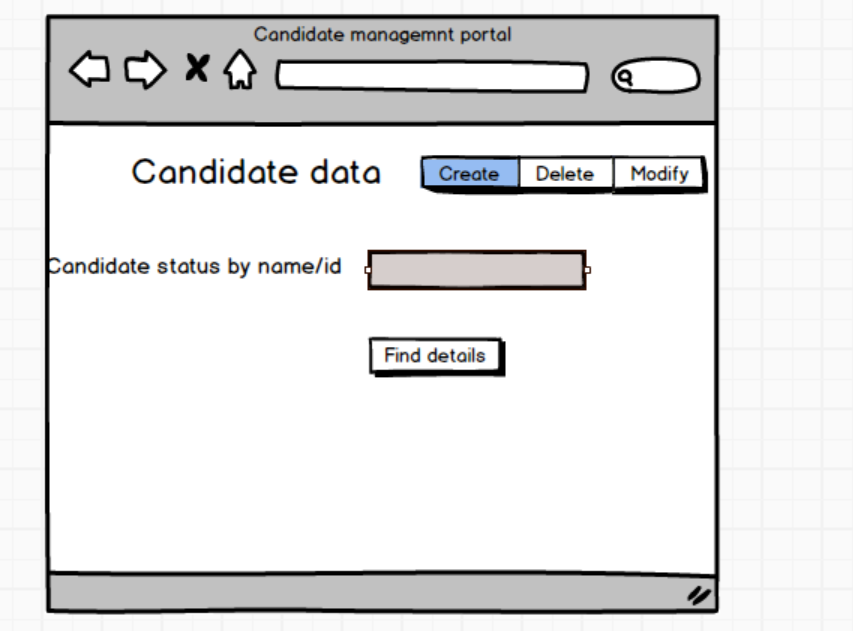 Candidate managemnt portal
Candidate data
Create Delete Modify
Candidate status by name/id
Find details